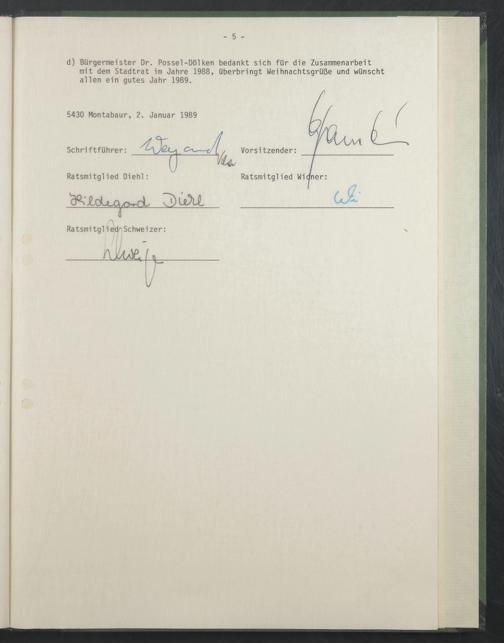 - 5 -
d) Bürgermeister Dr. Possel-Dölken bedankt sich für die Zusammenarbeit
mit dem Stadtrat im Jahre 1988, überbringt Weihnachtsgrüße und wünscht
allen ein gutes Jahr 1989.
5430 Montabaur, 2. Januar 1989
Schriftführer: Weyand Vorsitzender:
Ratsmitglied Diehl: Ratsmitglied Widner:
Hildegard Diehl
Ratsmitglied Schweizer: